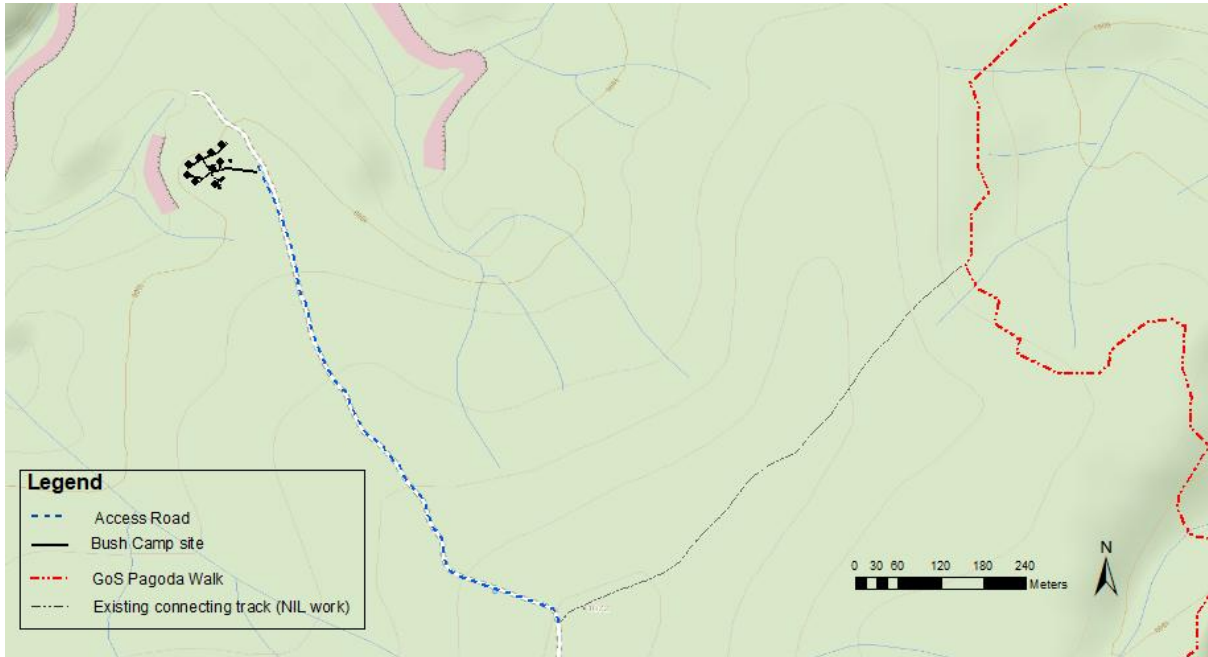 Legend
Access Road
Bush Camp site
GoS Pagoda Walk
Existing connecting track (NIL work)
N
0 30 60 120 180 240
Meters